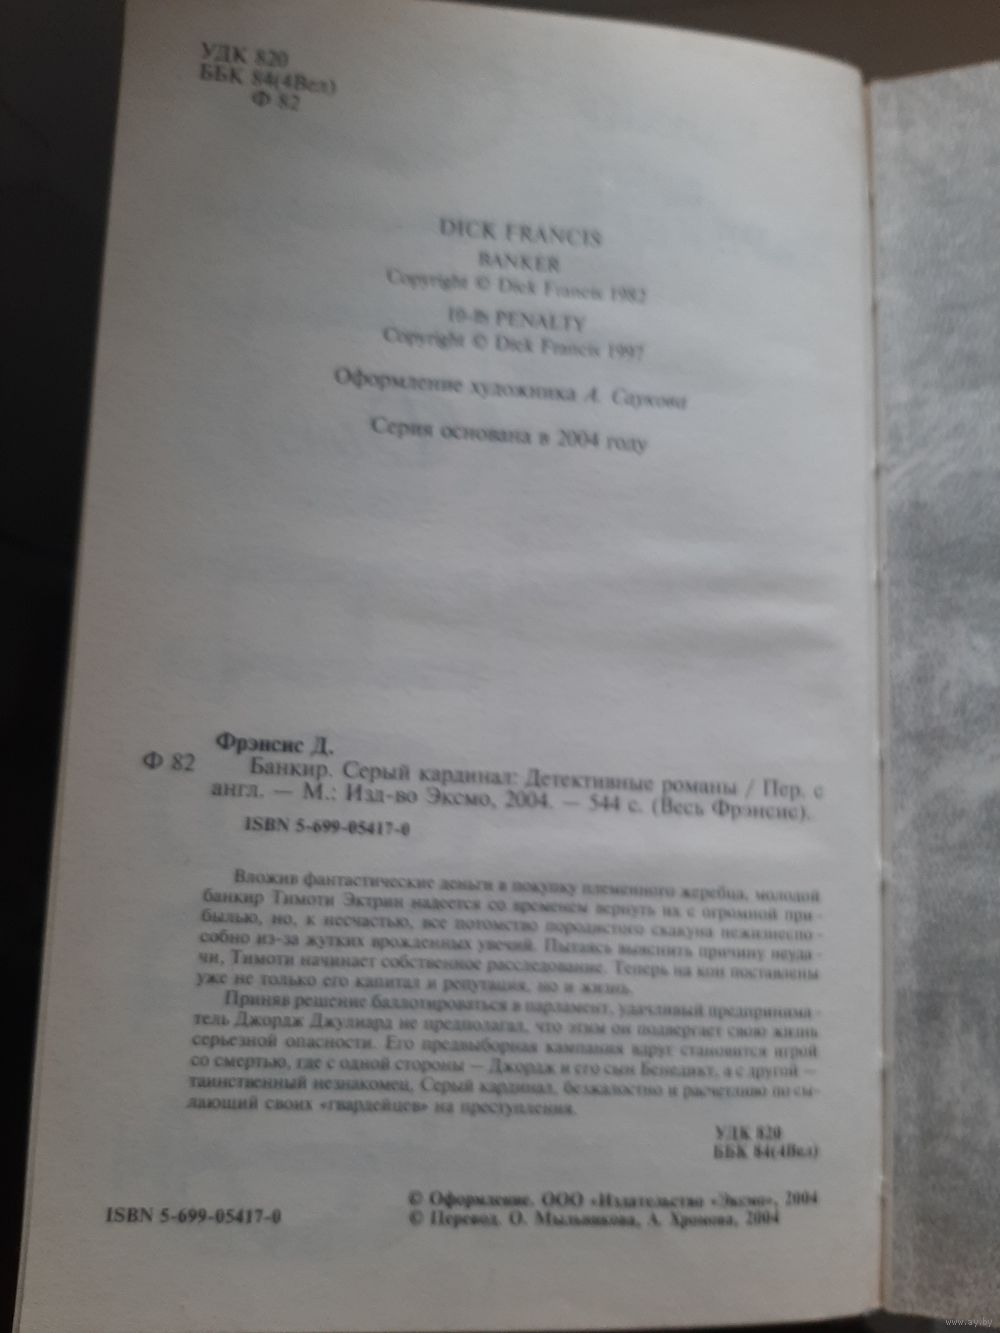 УДК 820
ББК 84(4Вел)
Ф 82
DICK FRANCIS
BANKER
Copyright © Dick Francis 1982
10-lb PENALTY
Copyright © Dick Francis 1997
Оформление художника А. Саукова
Серия основана в 2004 году
Фрэнсис Д.
Ф 82 Банкир. Серый кардинал: Детективные романы / Пер. с
англ. — М.: Изд-во Эксмо, 2004. — 544 с. (Весь Фрэнсис).
ISBN 5-699-05417-0
Вложив фантастические деньги в покупку племенного жеребца, молодой
банкир Тимоти Эктрин надеется со временем вернуть их с огромной при-
былью, но, к несчастью, все потомство породистого скакуна нежизнеспо-
собно из-за жутких врожденных увечий. Пытаясь выяснить причину неуда-
чи, Тимоти начинает собственное расследование. Теперь на кон поставлены
уже не только его капитал и репутация, но и жизнь.
Приняв решение баллотироваться в парламент, удачливый предпринима-
тель Джордж Джулиард не предполагал, что этим он подвергает свою жизнь
серьезной опасности. Его предвыборная кампания вдруг становится игрой
со смертью, где с одной стороны — Джордж и его сын Бенедикт, а с другой —
таинственный незнакомец, Серый кардинал, безжалостно и расчетливо посы-
лающий своих «гвардейцев» на преступления.
УДК 820
ББК 84(4Вел)
© Оформление. ООО «Издательство «Эксмо», 2004
ISBN 5-699-05417-0 © Перевод. О. Мыльникова, А. Хромова, 2004
www.ay.by